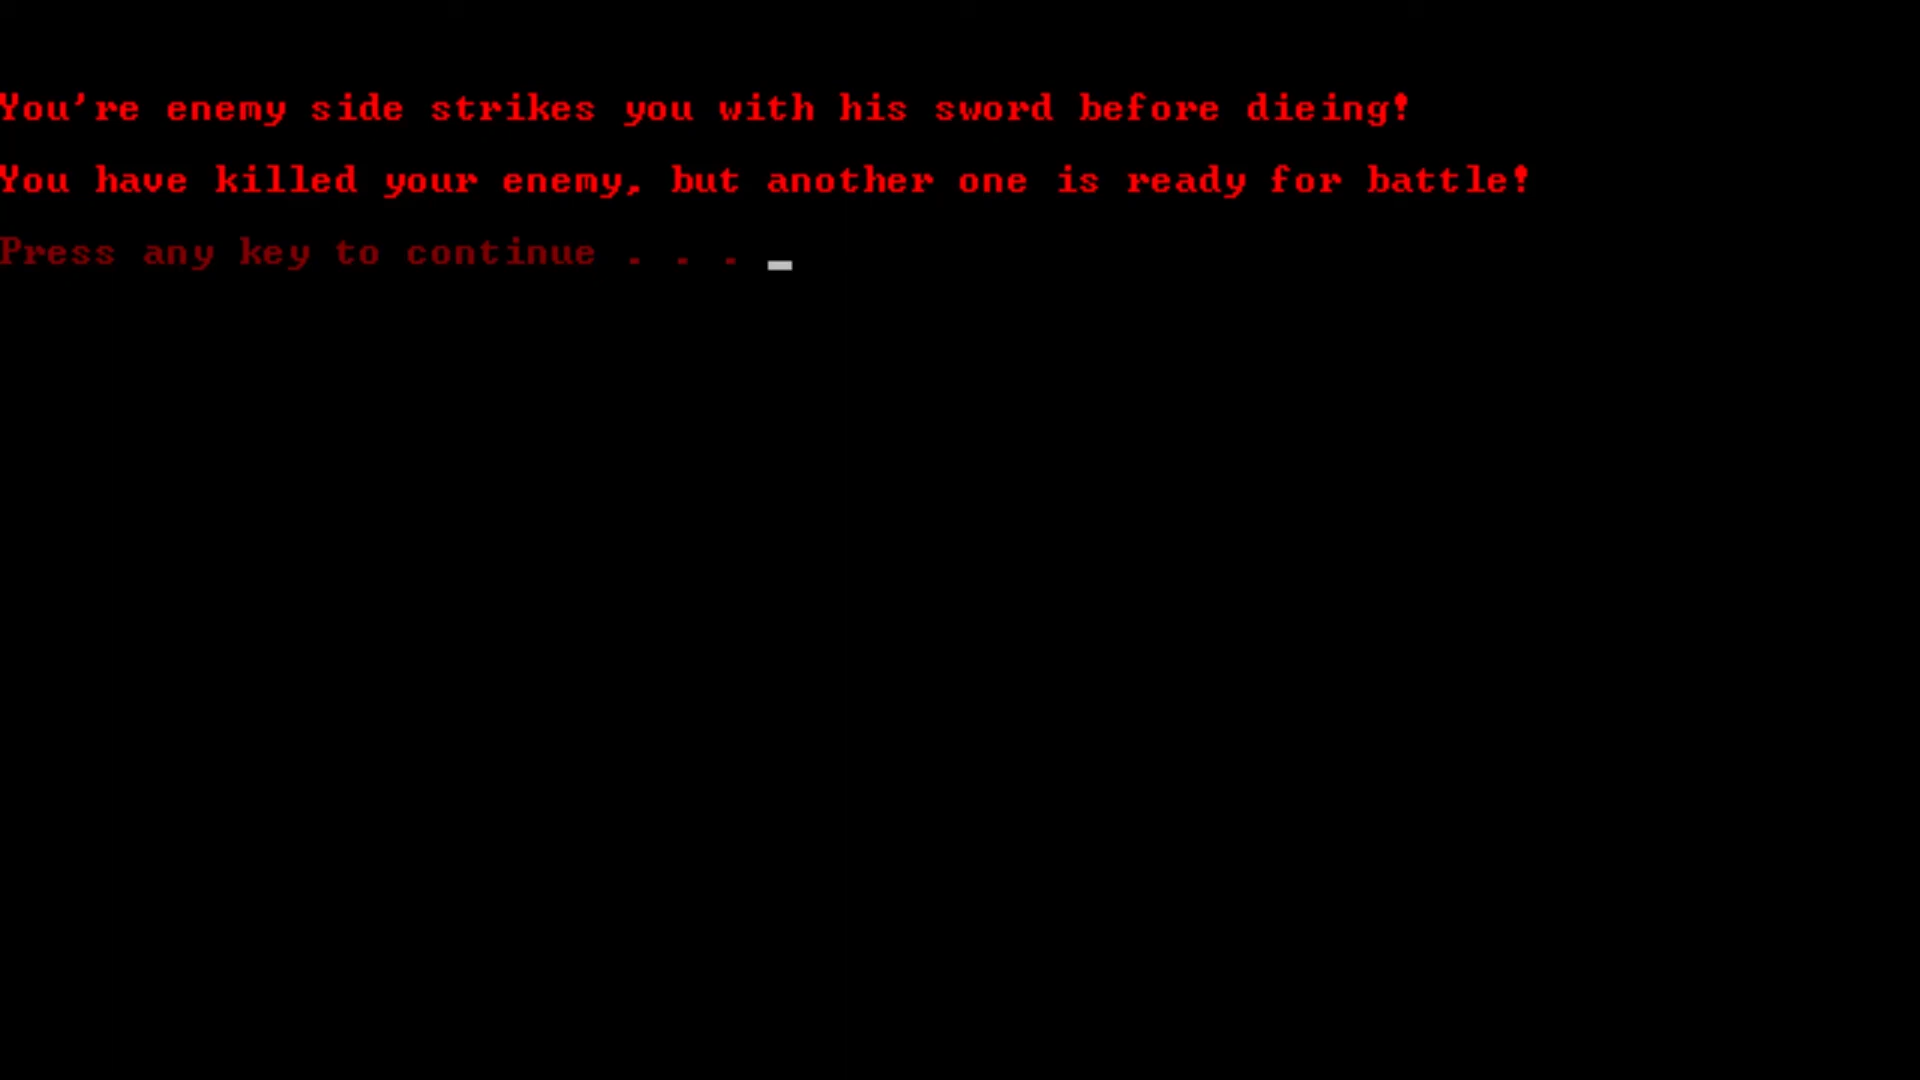 You're enemy side strikes you with his sword before dieing!
You have killed your enemy, but another one is ready for battle!
Press any key to continue . . . _